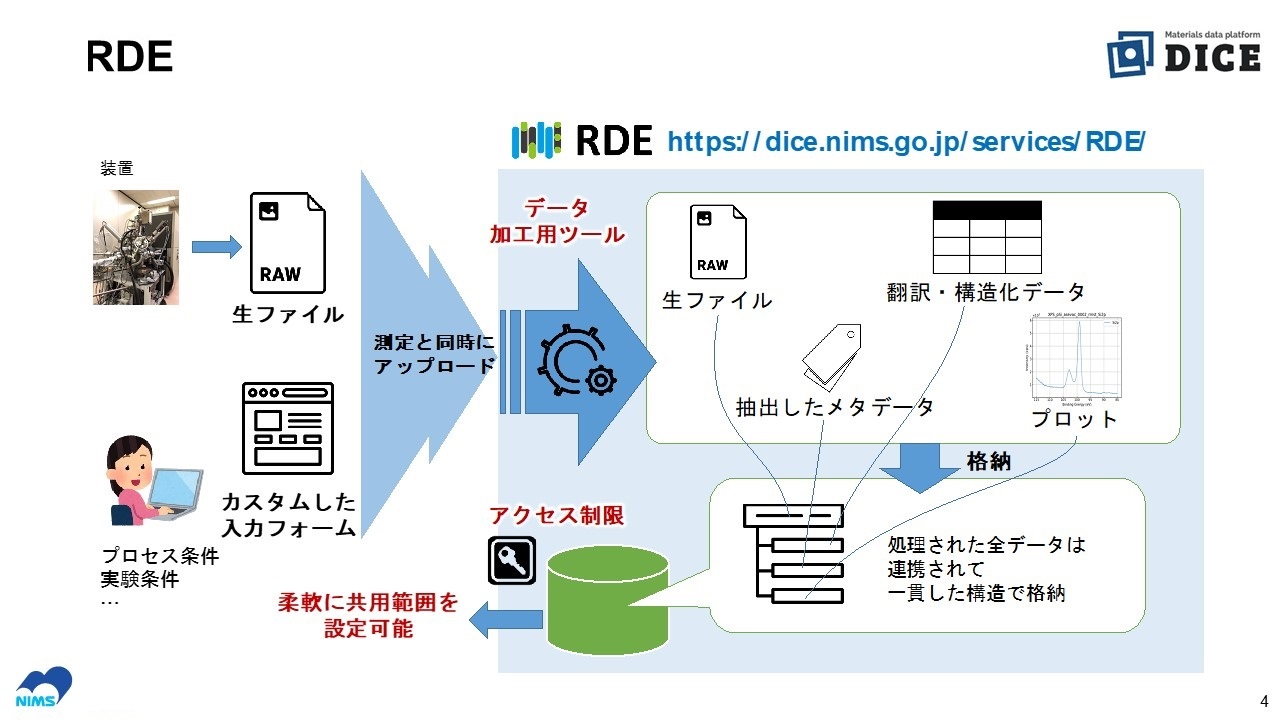 RDE
Materials data platform
DICE
RDE https://dice.nims.go.jp/services/RDE/
装置
RAW
生ファイル
測定と同時に
アップロード
カスタムした
入力フォーム
プロセス条件
実験条件
…
データ
加工用ツール
RAW
生ファイル
翻訳・構造化データ
抽出したメタデータ
プロット
格納
アクセス制限
柔軟に共用範囲を
設定可能
処理された全データは
連携されて
一貫した構造で格納
NIMS
4